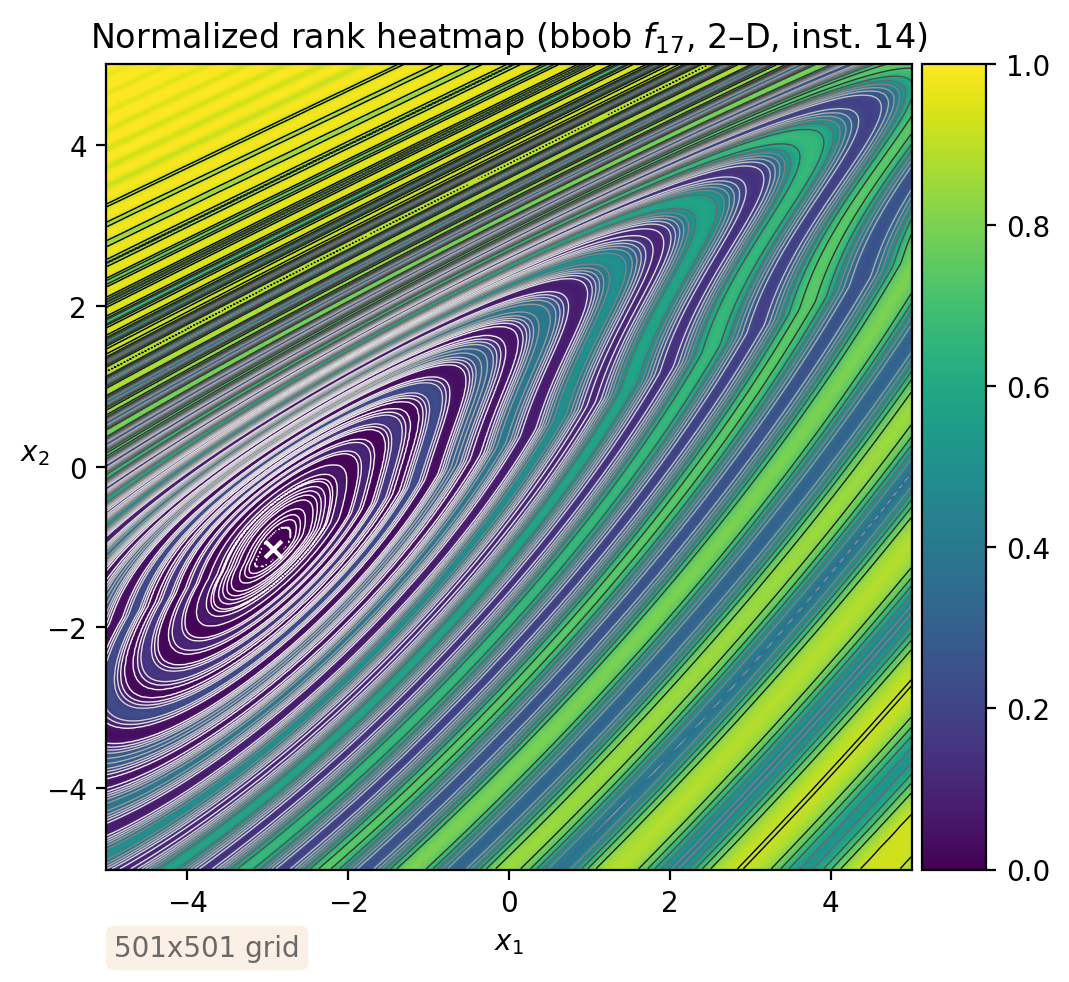 Normalized rank heatmap (bbob f₁₇, 2–D, inst. 14)
1.0
0.8
0.6
0.4
0.2
0.0
4
2
0
−2
−4
x₂
−4 −2 0 2 4
x₁
501x501 grid